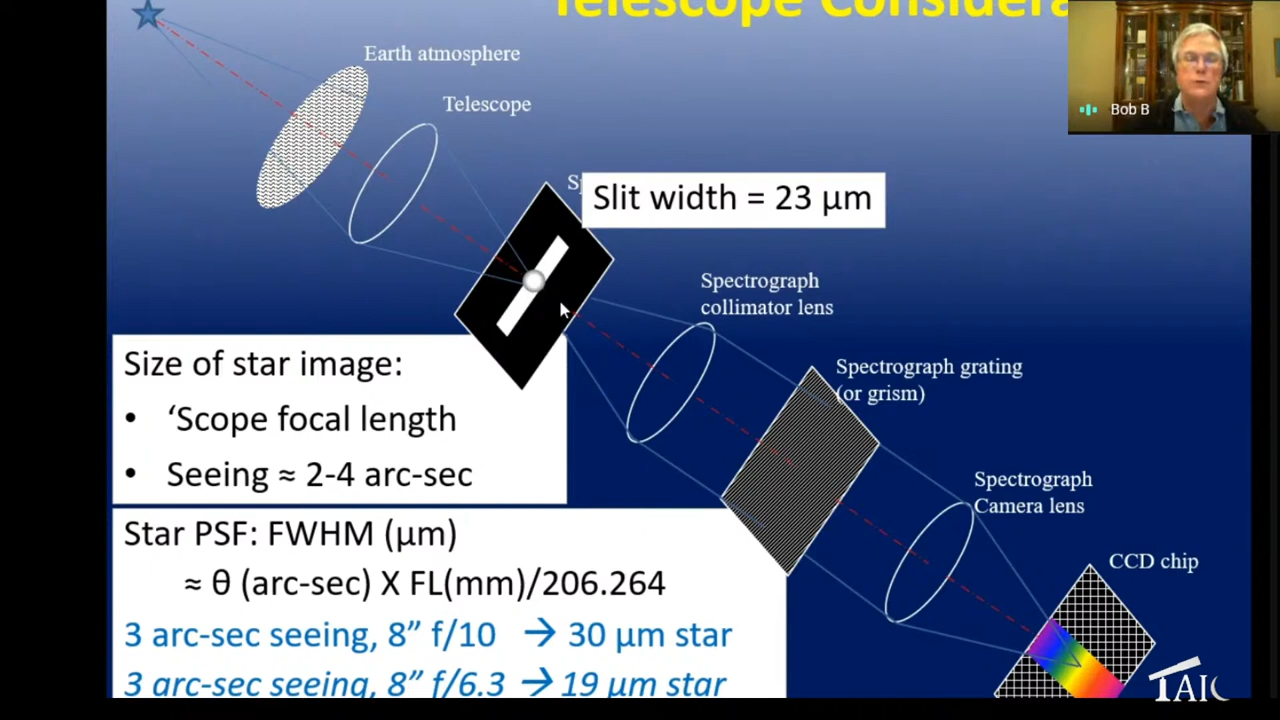 Telescope Considera
Earth atmosphere
Telescope
Bob B
Slit width = 23 µm
Spectrograph
collimator lens
Size of star image:
• ‘Scope focal length
• Seeing ≈ 2-4 arc-sec
Spectrograph grating
(or grism)
Spectrograph
Camera lens
Star PSF: FWHM (µm)
≈ θ (arc-sec) X FL(mm)/206.264
3 arc-sec seeing, 8” f/10 → 30 µm star
3 arc-sec seeing, 8” f/6.3 → 19 µm star
CCD chip
TAIC